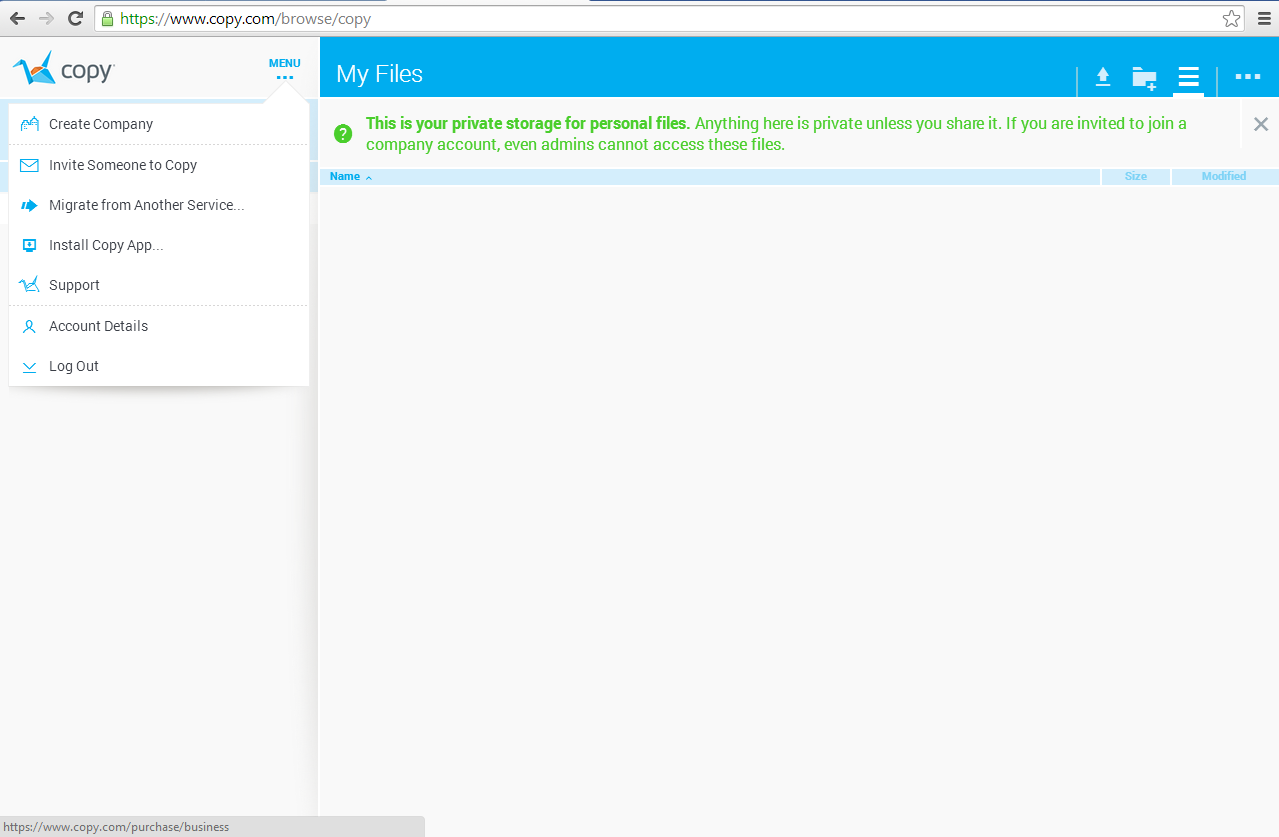 https://www.copy.com/browse/copy
copy
MENU
My Files
Create Company
Invite Someone to Copy
Migrate from Another Service...
Install Copy App...
Support
Account Details
Log Out
This is your private storage for personal files. Anything here is private unless you share it. If you are invited to join a
company account, even admins cannot access these files.
Name
Size
Modified
https://www.copy.com/purchase/business